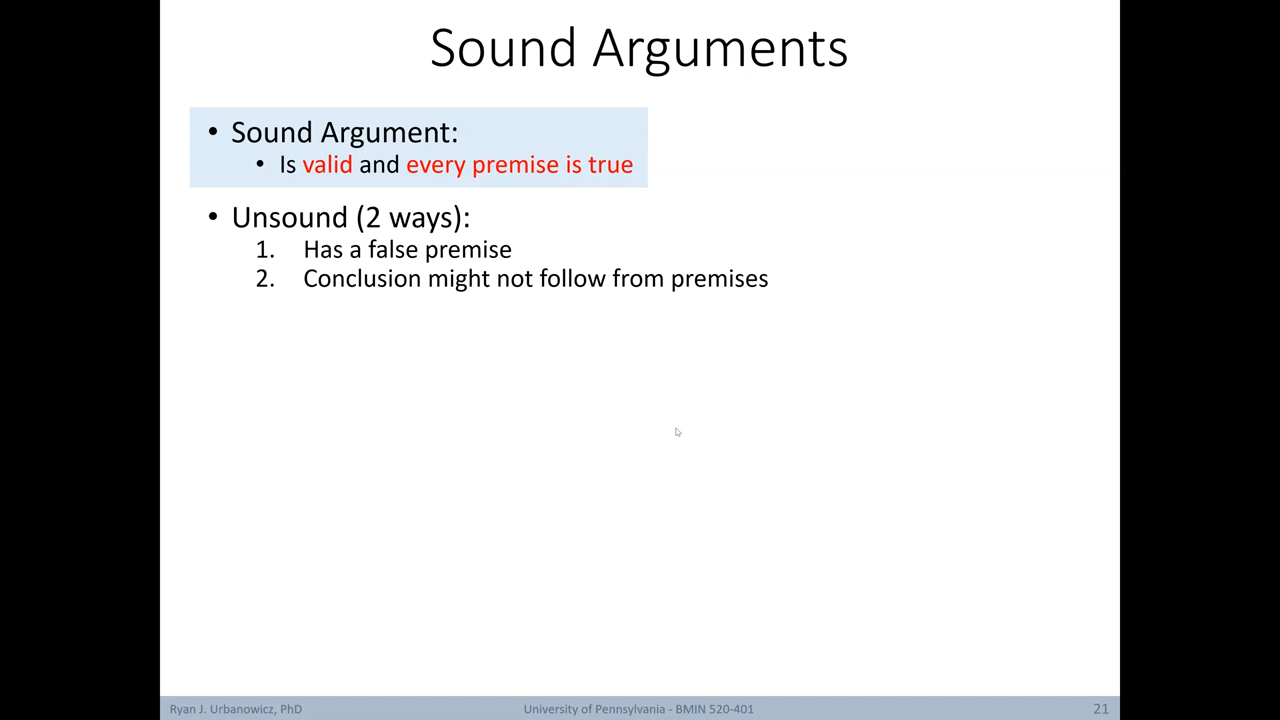 Sound Arguments
• Sound Argument:
• Is valid and every premise is true
• Unsound (2 ways):
1. Has a false premise
2. Conclusion might not follow from premises
Ryan J. Urbanowicz, PhD
University of Pennsylvania - BMIN 520-401
21